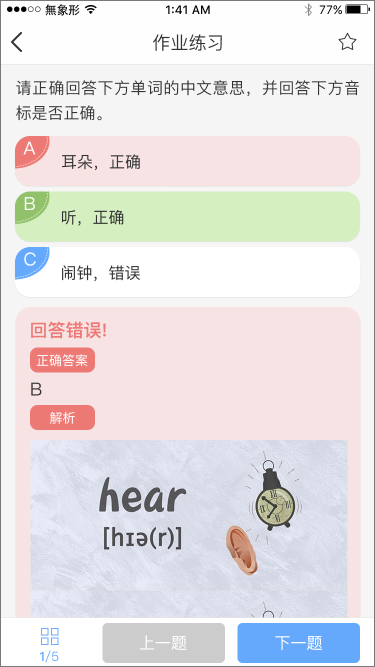 無象形
1:41 AM
77%
作业练习
请正确回答下方单词的中文意思，并回答下方音
标是否正确。
A
耳朵，正确
B
听，正确
C
闹钟，错误
回答错误!
正确答案
B
解析
hear
[hɪə(r)]
1/5
上一题
下一题